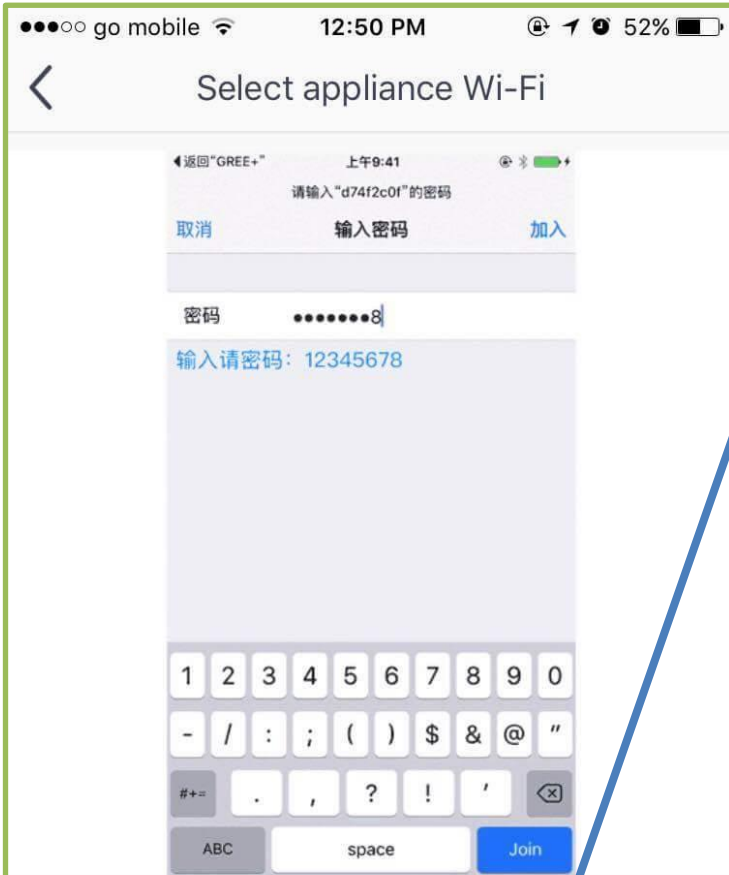 go mobile 12:50 PM 52%
Select appliance Wi-Fi
返回"GREE+" 上午9:41
请输入"d74f2c0f"的密码
取消 输入密码 加入
密码 •••••••8
输入请密码：12345678
1 2 3 4 5 6 7 8 9 0
- / : ; ( ) $ & @ "
#+= . , ? ! '
ABC space Join